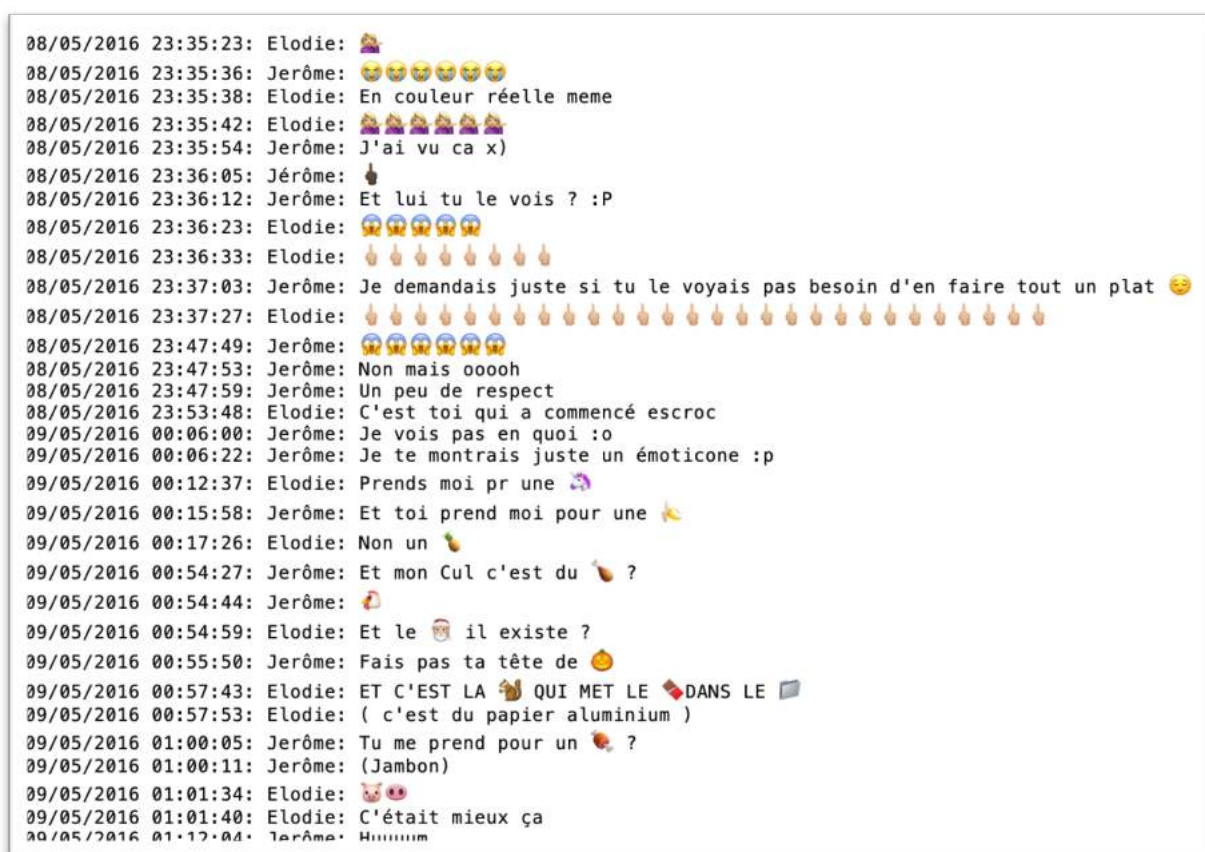 08/05/2016 23:35:23: Elodie: 💁🏼
08/05/2016 23:35:36: Jerôme: 😭😭😭😭😭😭
08/05/2016 23:35:38: Elodie: En couleur réelle meme
08/05/2016 23:35:42: Elodie: 💁🏼💁🏼💁🏼💁🏼💁🏼💁🏼
08/05/2016 23:35:54: Jerôme: J'ai vu ca x)
08/05/2016 23:36:05: Jérôme: 🖕🏿
08/05/2016 23:36:12: Jerôme: Et lui tu le vois ? :P
08/05/2016 23:36:23: Elodie: 😱😱😱😱😱
08/05/2016 23:36:33: Elodie: 🖕🏼🖕🏼🖕🏼🖕🏼🖕🏼🖕🏼🖕🏼🖕🏼
08/05/2016 23:37:03: Jerôme: Je demandais juste si tu le voyais pas besoin d'en faire tout un plat 😌
08/05/2016 23:37:27: Elodie: 🖕🏼🖕🏼🖕🏼🖕🏼🖕🏼🖕🏼🖕🏼🖕🏼🖕🏼🖕🏼🖕🏼🖕🏼🖕🏼🖕🏼🖕🏼🖕🏼🖕🏼🖕🏼🖕🏼🖕🏼🖕🏼🖕🏼🖕🏼🖕🏼🖕🏼🖕🏼🖕🏼🖕🏼
08/05/2016 23:47:49: Jerôme: 😱😱😱😱😱😱
08/05/2016 23:47:53: Jerôme: Non mais ooooh
08/05/2016 23:47:59: Jerôme: Un peu de respect
08/05/2016 23:53:48: Elodie: C'est toi qui a commencé escroc
09/05/2016 00:06:00: Jerôme: Je vois pas en quoi :o
09/05/2016 00:06:22: Jerôme: Je te montrais juste un émoticone :p
09/05/2016 00:12:37: Elodie: Prends moi pr une 🦄
09/05/2016 00:15:58: Jerôme: Et toi prend moi pour une 🍌
09/05/2016 00:17:26: Elodie: Non un 🍍
09/05/2016 00:54:27: Jerôme: Et mon Cul c'est du 🍗 ?
09/05/2016 00:54:44: Jerôme: 🐔
09/05/2016 00:54:59: Elodie: Et le 🎅🏼 il existe ?
09/05/2016 00:55:50: Jerôme: Fais pas ta tête de 🎃
09/05/2016 00:57:43: Elodie: ET C'EST LA 🐿 QUI MET LE 🍫DANS LE 📁
09/05/2016 00:57:53: Elodie: ( c'est du papier aluminium )
09/05/2016 01:00:05: Jerôme: Tu me prend pour un 🍖 ?
09/05/2016 01:00:11: Jerôme: (Jambon)
09/05/2016 01:01:34: Elodie: 🐷🐽
09/05/2016 01:01:40: Elodie: C'était mieux ça
09/05/2016 01:12:04: Jerôme: